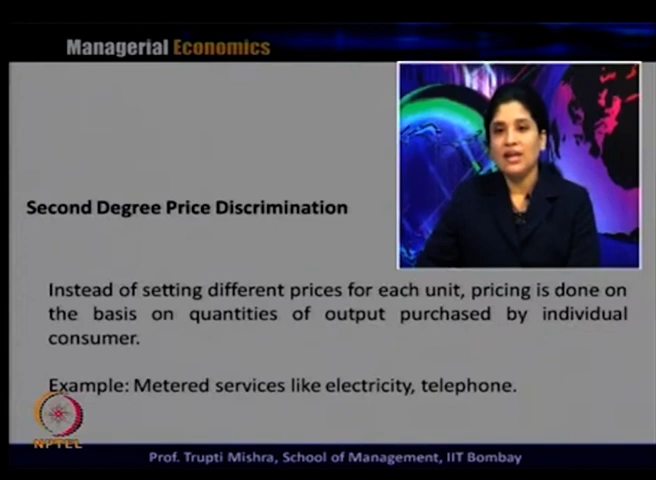 Managerial Economics
Second Degree Price Discrimination
Instead of setting different prices for each unit, pricing is done on
the basis on quantities of output purchased by individual
consumer.
Example: Metered services like electricity, telephone.
NPTEL
Prof. Trupti Mishra, School of Management, IIT Bombay